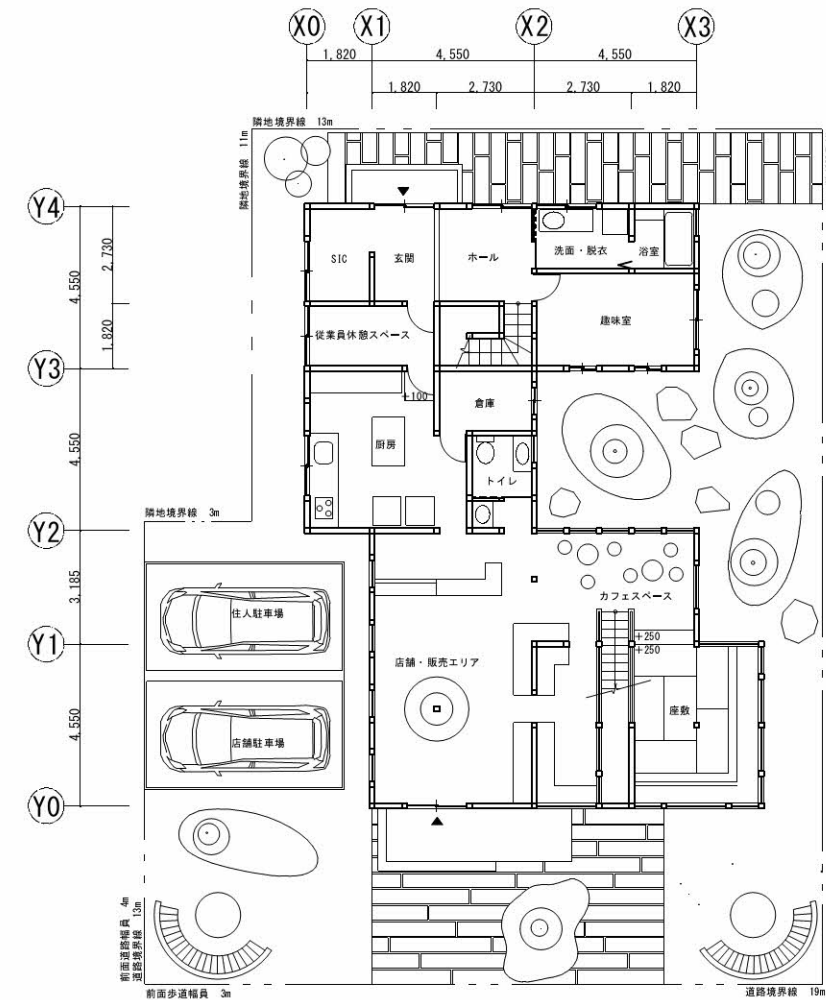 X0 X1 X2 X3
1,820 4,550 4,550
1,820 2,730 2,730 1,820
隣地境界線 13m
隣地境界線 11m
Y4
2,730
4,550
1,820
Y3
4,550
Y2
3,185
Y1
4,550
Y0
SIC
玄関
ホール
洗面・脱衣
浴室
従業員休憩スペース
趣味室
+100
倉庫
厨房
トイレ
隣地境界線 3m
住人駐車場
店舗駐車場
カフェスペース
+250
+250
店舗・販売エリア
座敷
前面道路幅員 4m
道路境界線 13m
前面歩道幅員 3m
道路境界線 19m